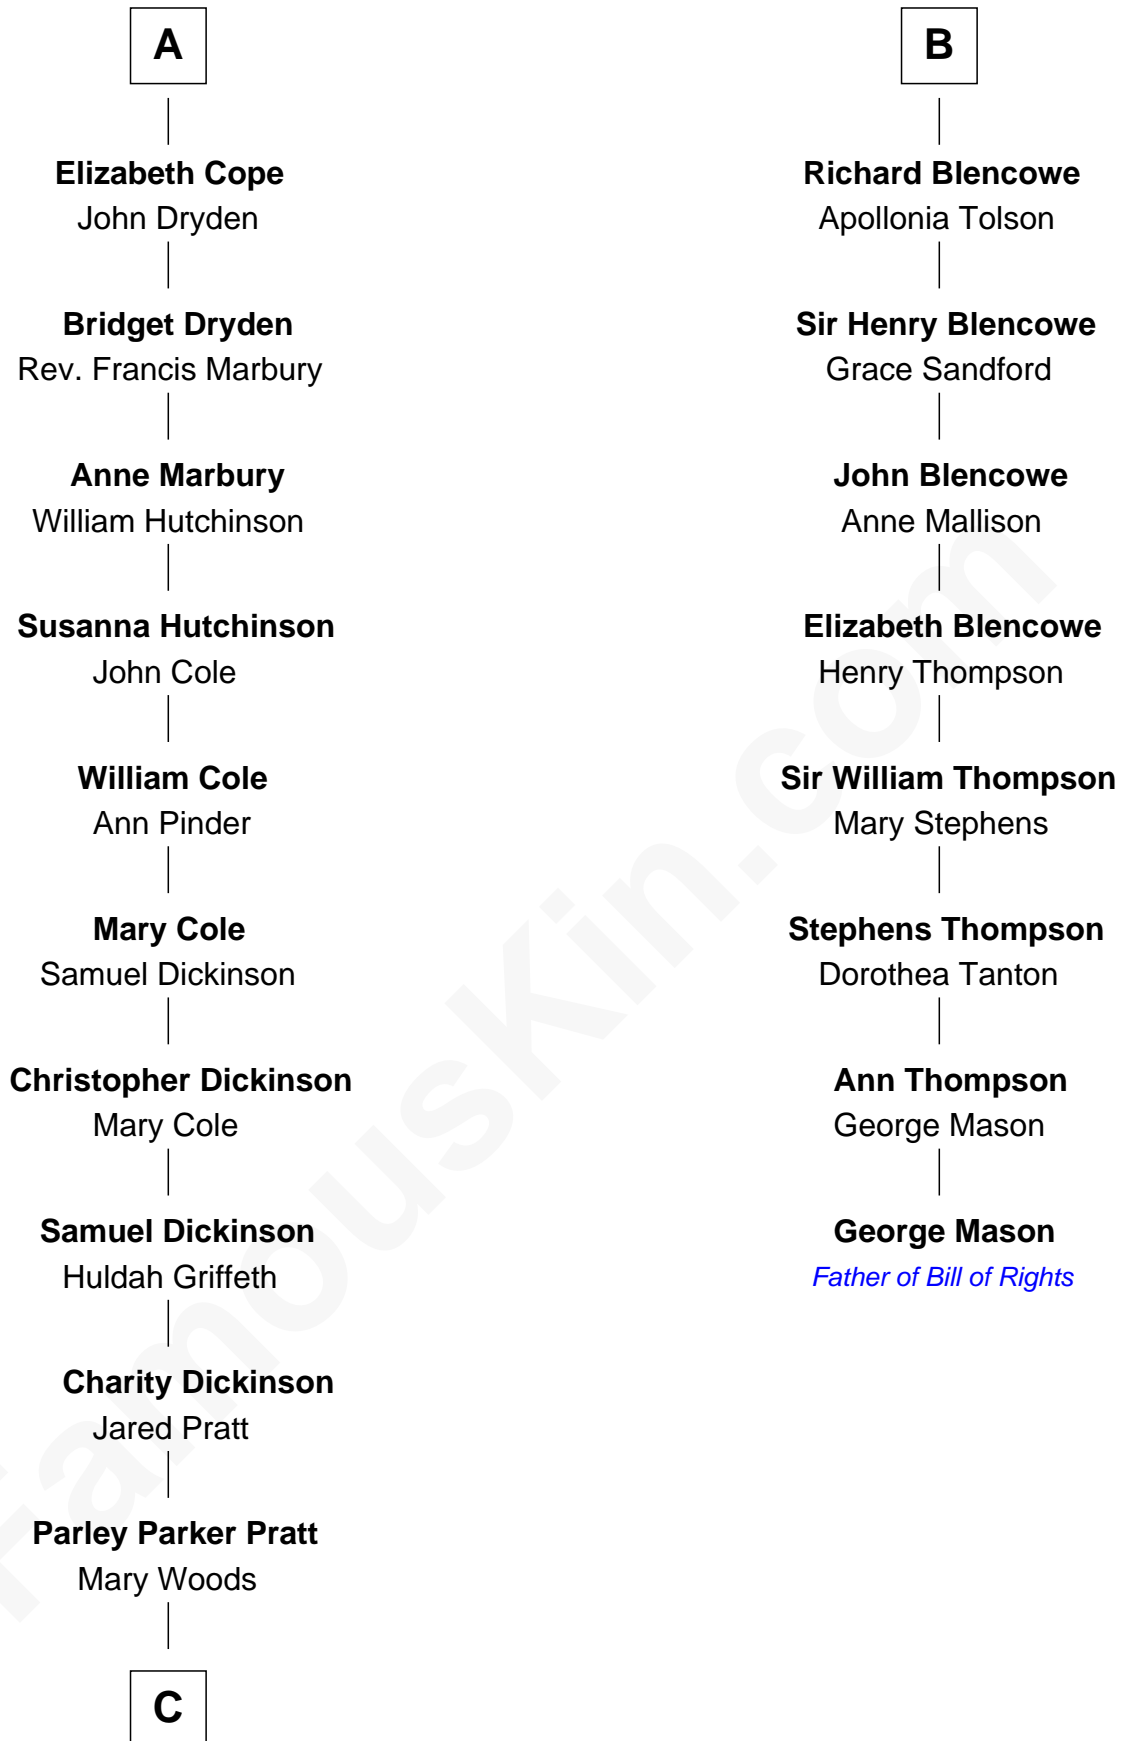 A
Elizabeth Cope
John Dryden
Bridget Dryden
Rev. Francis Marbury
Anne Marbury
William Hutchinson
Susanna Hutchinson
John Cole
William Cole
Ann Pinder
Mary Cole
Samuel Dickinson
Christopher Dickinson
Mary Cole
Samuel Dickinson
Huldah Griffeth
Charity Dickinson
Jared Pratt
Parley Parker Pratt
Mary Woods
C
B
Richard Blencowe
Apollonia Tolson
Sir Henry Blencowe
Grace Sandford
John Blencowe
Anne Mallison
Elizabeth Blencowe
Henry Thompson
Sir William Thompson
Mary Stephens
Stephens Thompson
Dorothea Tanton
Ann Thompson
George Mason
George Mason
Father of Bill of Rights
FamousKin.com